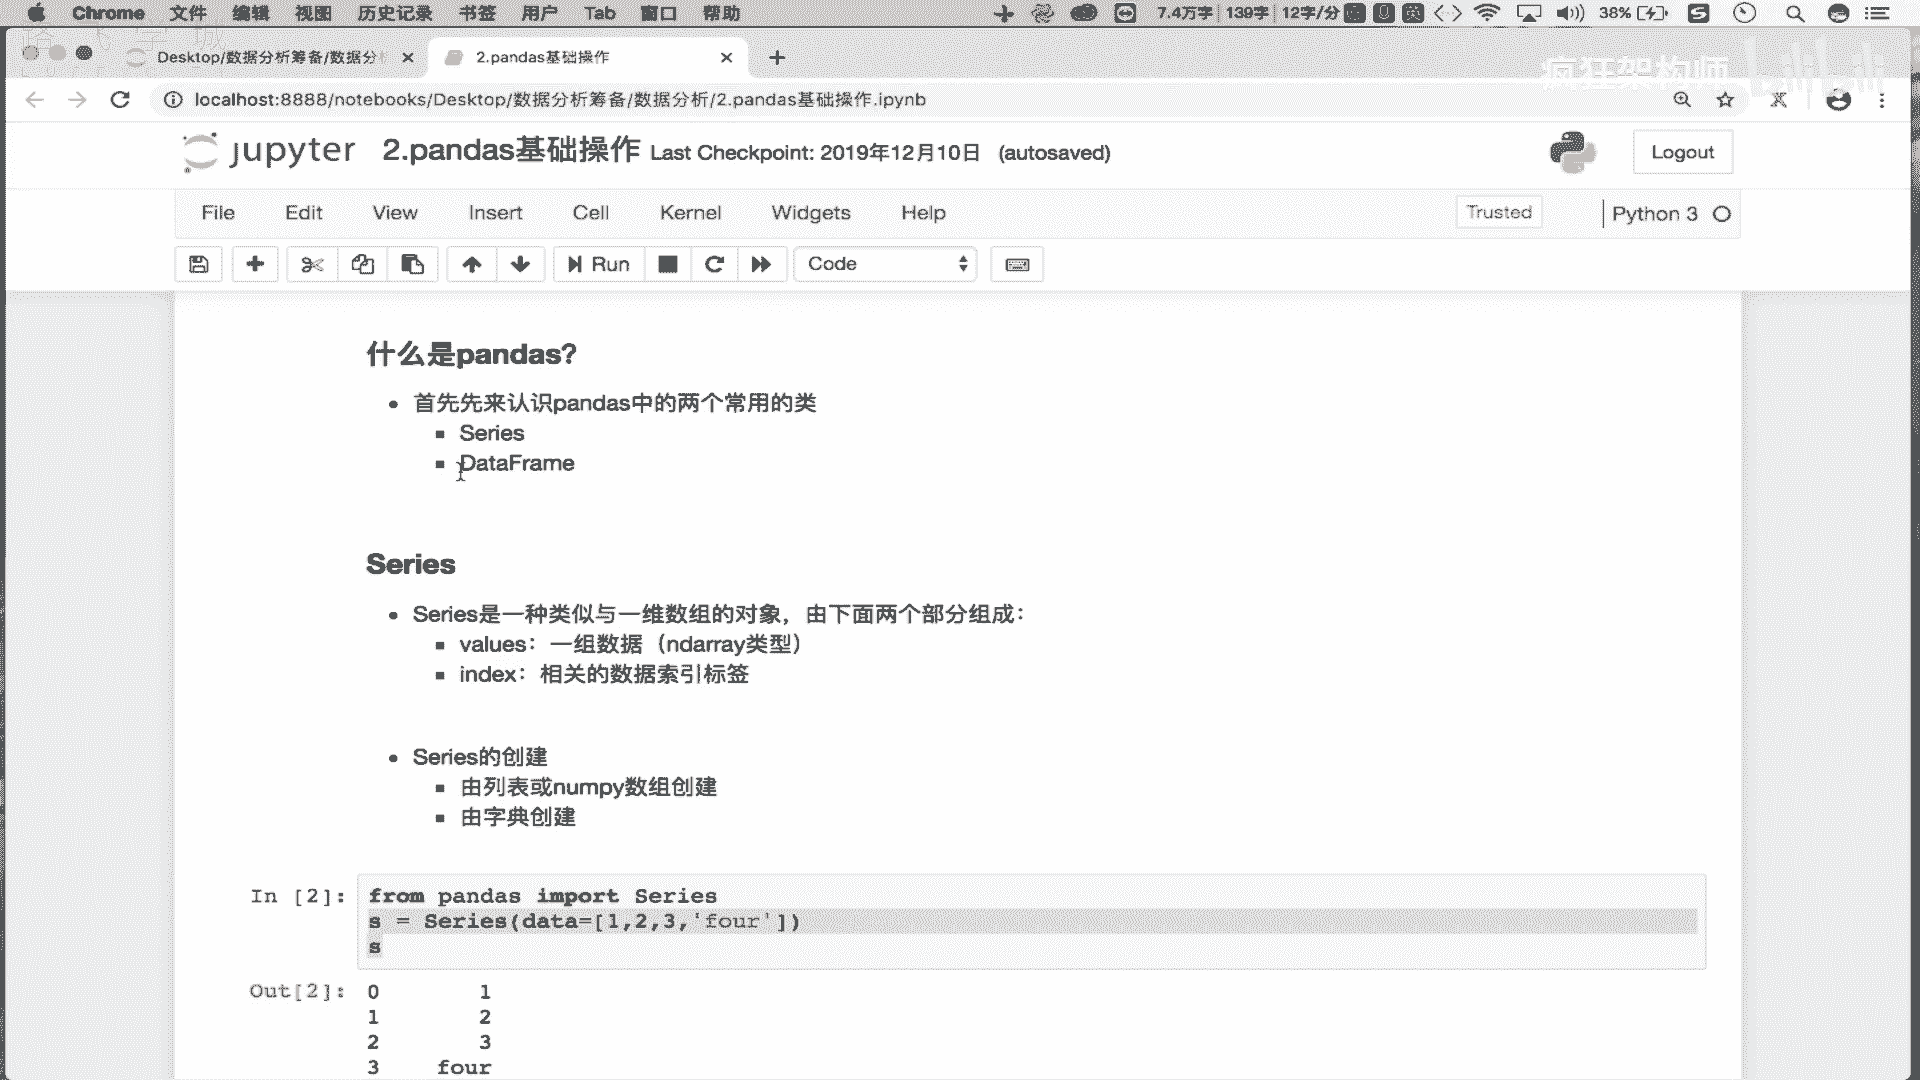 Chrome 文件 编辑 视图 历史记录 书签 用户 Tab 窗口 帮助 7.4万字 139字 12字/分 英 38%
Desktop/数据分析筹备/数据分析
2.pandas基础操作
疯狂架构师 bilibili
localhost:8888/notebooks/Desktop/数据分析筹备/数据分析/2.pandas基础操作.ipynb
jupyter 2.pandas基础操作 Last Checkpoint: 2019年12月10日 (autosaved)
Logout
File Edit View Insert Cell Kernel Widgets Help Trusted Python 3
Run Code
什么是pandas?
首先先来认识pandas中的两个常用的类
Series
DataFrame
Series
Series是一种类似与一维数组的对象，由下面两个部分组成：
values：一组数据（ndarray类型）
index：相关的数据索引标签
Series的创建
由列表或numpy数组创建
由字典创建
In [2]: from pandas import Series
s = Series(data=[1,2,3,'four'])
s
Out[2]: 0 1
1 2
2 3
3 four